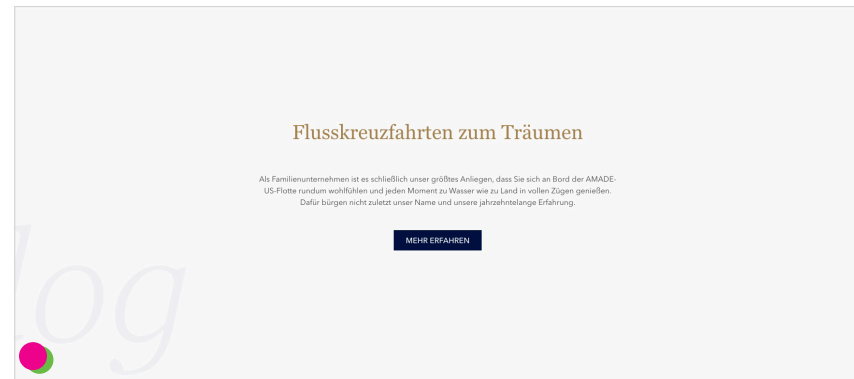 Flusskreuzfahrten zum Träumen
Als Familienunternehmen ist es schließlich unser größtes Anliegen, dass Sie sich an Bord der AMADE-
US-Flotte rundum wohlfühlen und jeden Moment zu Wasser wie zu Land in vollen Zügen genießen.
Dafür bürgen nicht zuletzt unser Name und unsere jahrzehntelange Erfahrung.
MEHR ERFAHREN
log